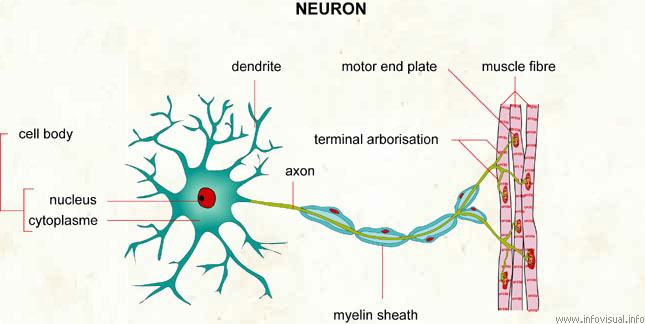 NEURON
dendrite
motor end plate
muscle fibre
cell body
terminal arborisation
axon
nucleus
cytoplasme
myelin sheath
www.infovisual.info